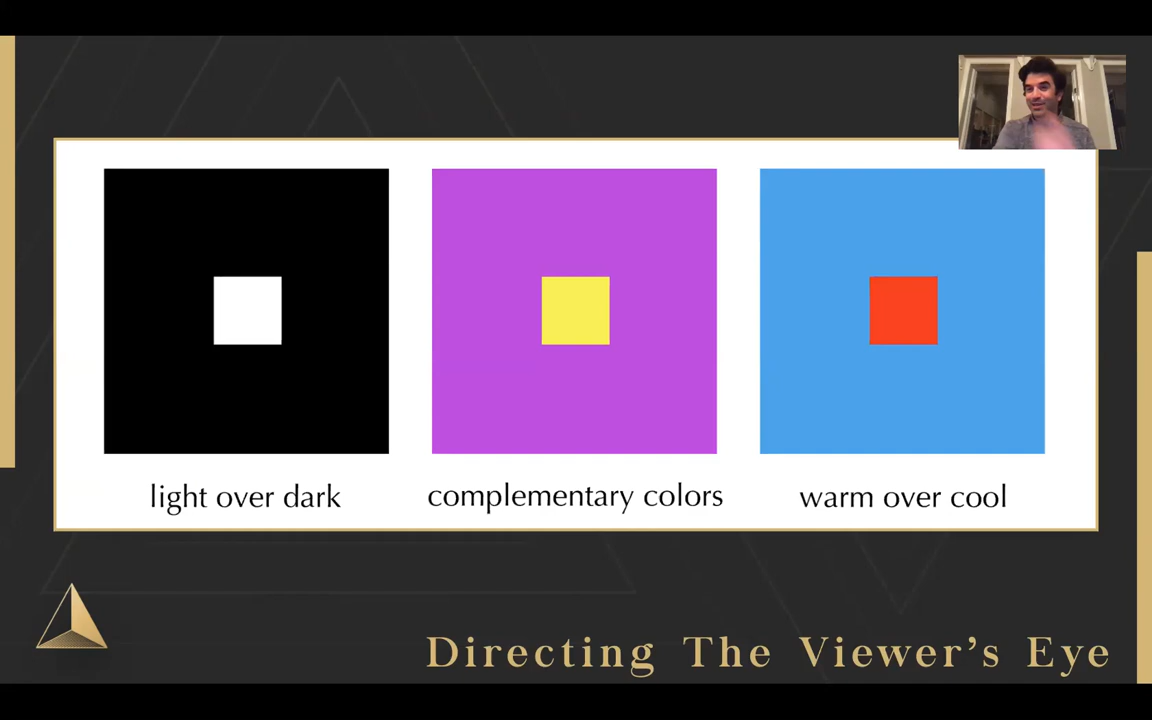 light over dark
complementary colors
warm over cool
Directing The Viewer's Eye